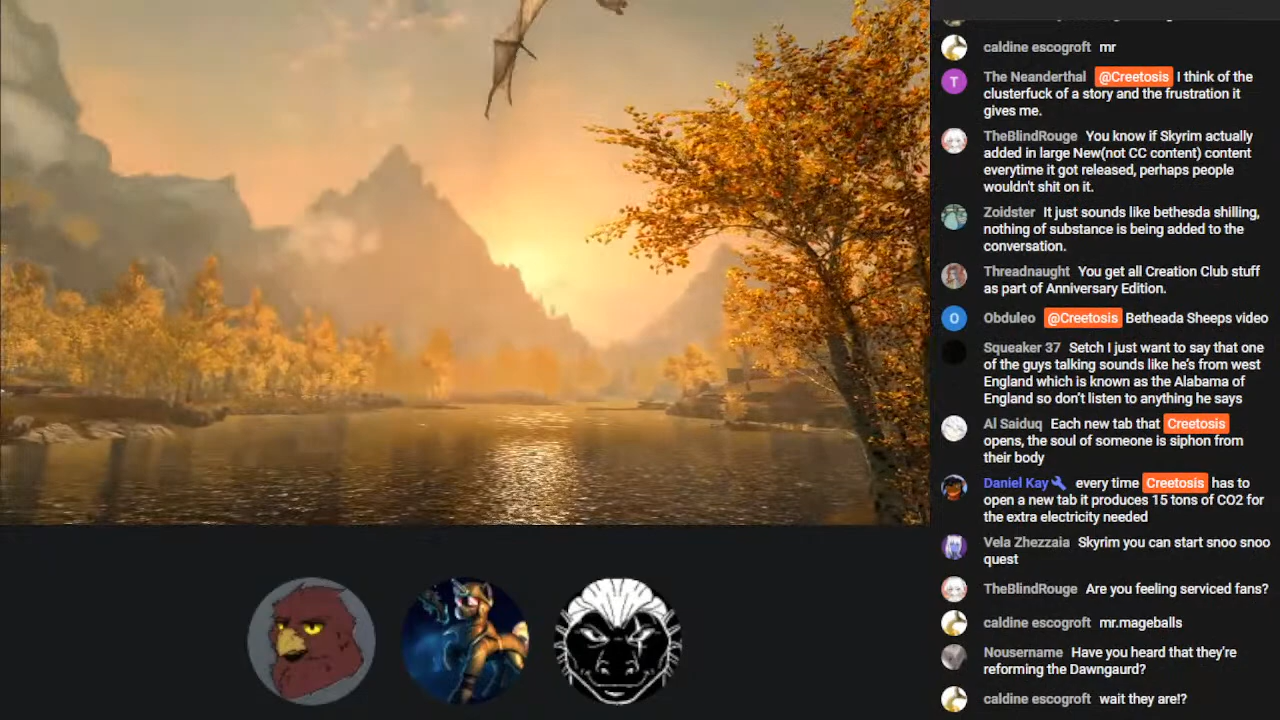 caldine escogroft mr
T The Neanderthal @Creetosis I think of the
clusterfuck of a story and the frustration it
gives me.
TheBlindRouge You know if Skyrim actually
added in large New(not CC content) content
everytime it got released, perhaps people
wouldn't shit on it.
Zoidster It just sounds like bethesda shilling,
nothing of substance is being added to the
conversation.
Threadnaught You get all Creation Club stuff
as part of Anniversary Edition.
O Obduleo @Creetosis Betheada Sheeps video
Squeaker 37 Setch I just want to say that one
of the guys talking sounds like he's from west
England which is known as the Alabama of
England so don't listen to anything he says
Al Saiduq Each new tab that Creetosis
opens, the soul of someone is siphon from
their body
Daniel Kay every time Creetosis has to
open a new tab it produces 15 tons of CO2 for
the extra electricity needed
Vela Zhezzaia Skyrim you can start snoo snoo
quest
TheBlindRouge Are you feeling serviced fans?
caldine escogroft mr.mageballs
Nousername Have you heard that they're
reforming the Dawngaurd?
caldine escogroft wait they are!?